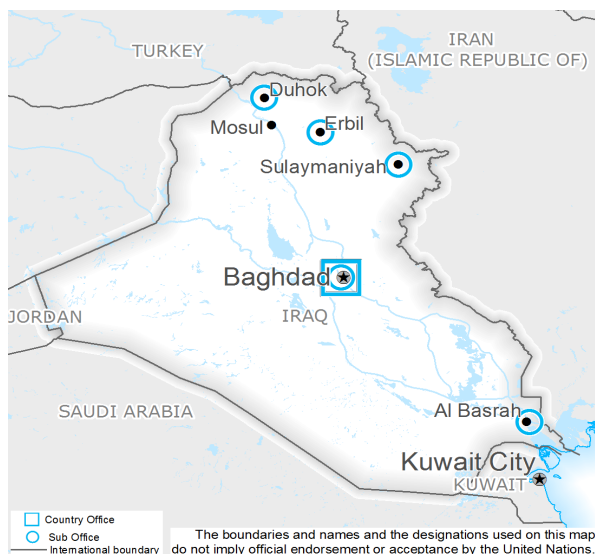 TURKEY
IRAN
(ISLAMIC REPUBLIC OF)
Duhok
Mosul
Erbil
Sulaymaniyah
Baghdad
JORDAN
IRAQ
SAUDI ARABIA
Al Basrah
Kuwait City
KUWAIT
Country Office
Sub Office
International boundary
The boundaries and names and the designations used on this map
do not imply official endorsement or acceptance by the United Nations.